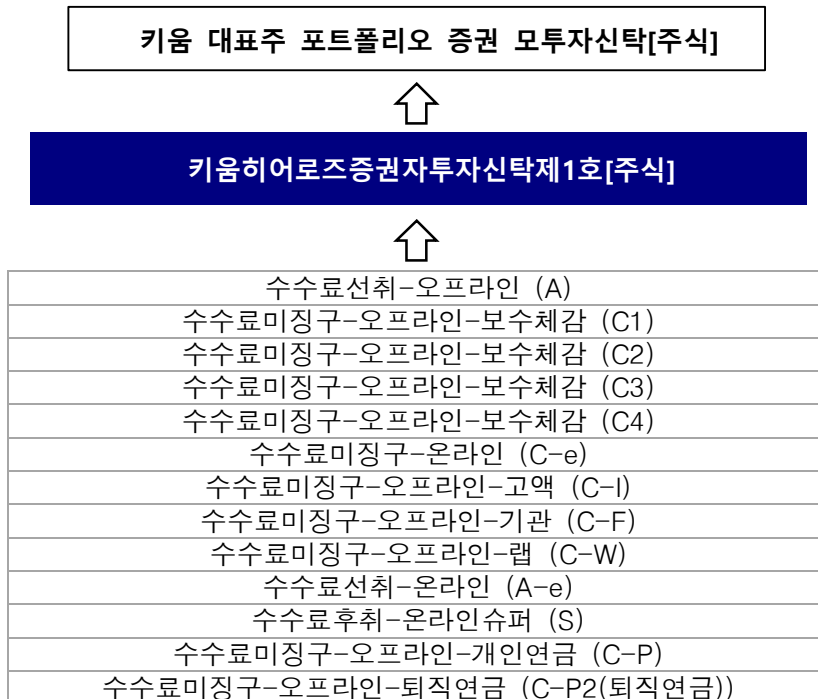 키움 대표주 포트폴리오 증권 모투자신탁[주식]
키움히어로즈증권자투자신탁제1호[주식]
수수료선취-오프라인 (A)
수수료미징구-오프라인-보수체감 (C1)
수수료미징구-오프라인-보수체감 (C2)
수수료미징구-오프라인-보수체감 (C3)
수수료미징구-오프라인-보수체감 (C4)
수수료미징구-온라인 (C-e)
수수료미징구-오프라인-고액 (C-I)
수수료미징구-오프라인-기관 (C-F)
수수료미징구-오프라인-랩 (C-W)
수수료선취-온라인 (A-e)
수수료후취-온라인슈퍼 (S)
수수료미징구-오프라인-개인연금 (C-P)
수수료미징구-오프라인-퇴직연금 (C-P2(퇴직연금))